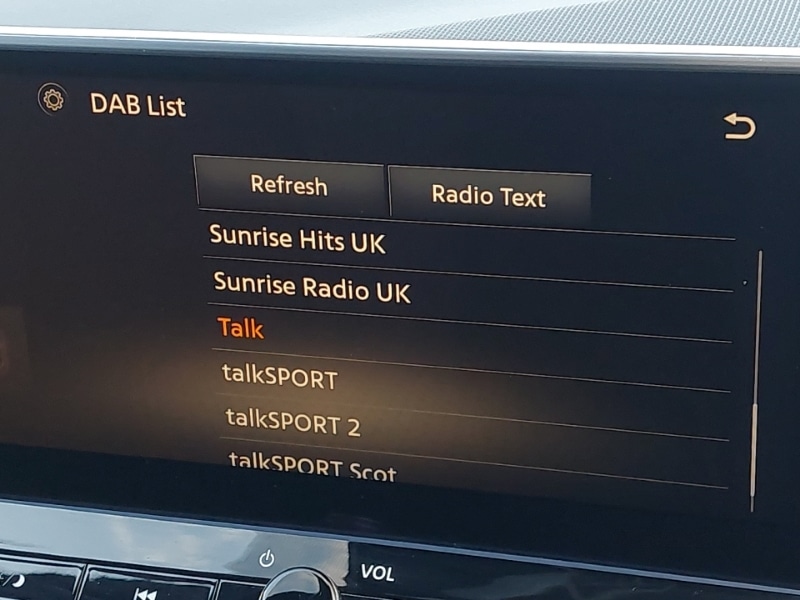 DAB List
Refresh
Radio Text
Sunrise Hits UK
Sunrise Radio UK
Talk
talkSPORT
talkSPORT 2
talkSPORT Scot
VOL